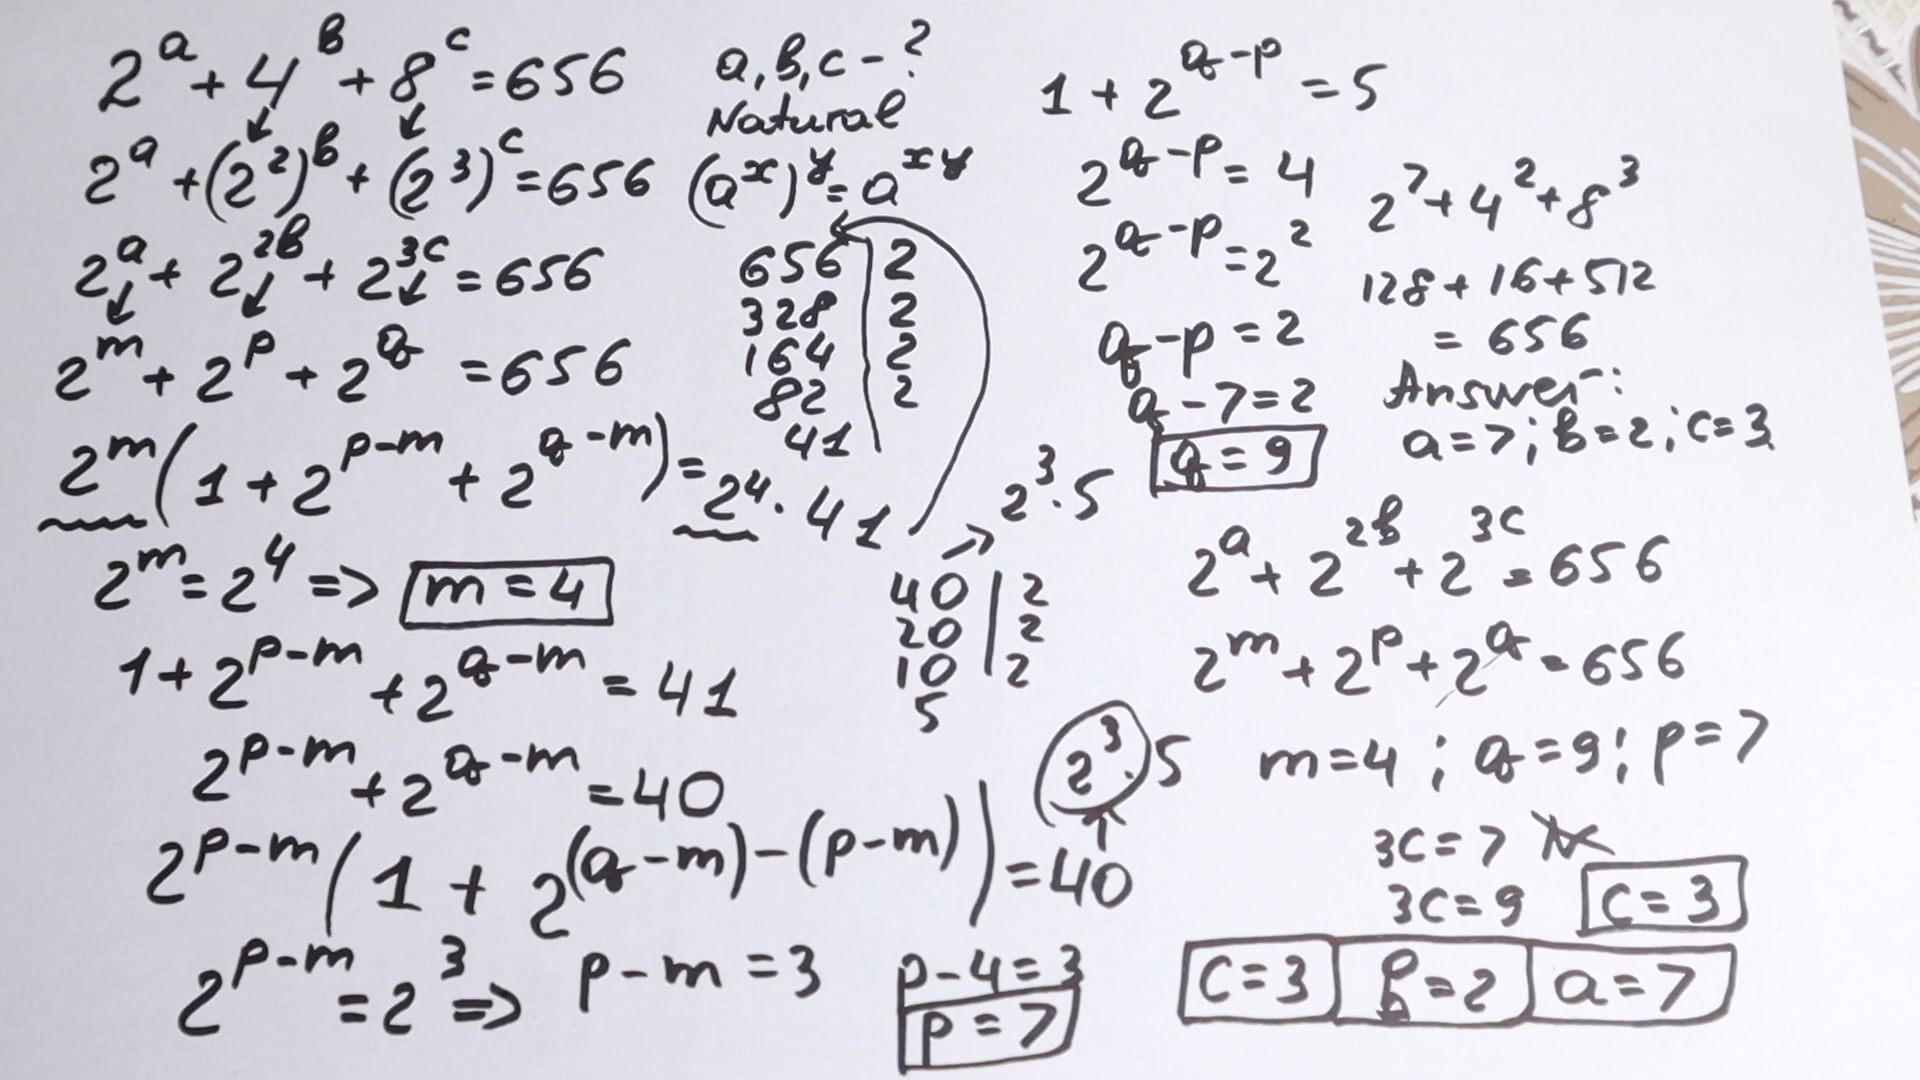 2^a + 4^b + 8^c = 656
a, b, c - ?
Natural
2^a + (2^2)^b + (2^3)^c = 656
(a^x)^y = a^xy
2^a + 2^2b + 2^3c = 656
2^m + 2^p + 2^q = 656
656 | 2
328 | 2
164 | 2
82 | 2
41
2^m (1 + 2^p-m + 2^q-m) = 2^4 · 41
2^m = 2^4 => m = 4
1 + 2^p-m + 2^q-m = 41
2^p-m + 2^q-m = 40
40 | 2
20 | 2
10 | 2
5
2^3 · 5
2^p-m (1 + 2^(q-m)-(p-m)) = 40
2^3 · 5
2^p-m = 2^3 => p - m = 3
p - 4 = 3
p = 7
1 + 2^q-p = 5
2^q-p = 4
2^q-p = 2^2
q - p = 2
q - 7 = 2
q = 9
2^7 + 4^2 + 8^3
128 + 16 + 512
= 656
Answer:
a = 7; b = 2; c = 3
2^a + 2^2b + 2^3c = 656
2^m + 2^p + 2^q = 656
m = 4; q = 9; p = 7
3c = 7
3c = 9
c = 3
c = 3 b = 2 a = 7